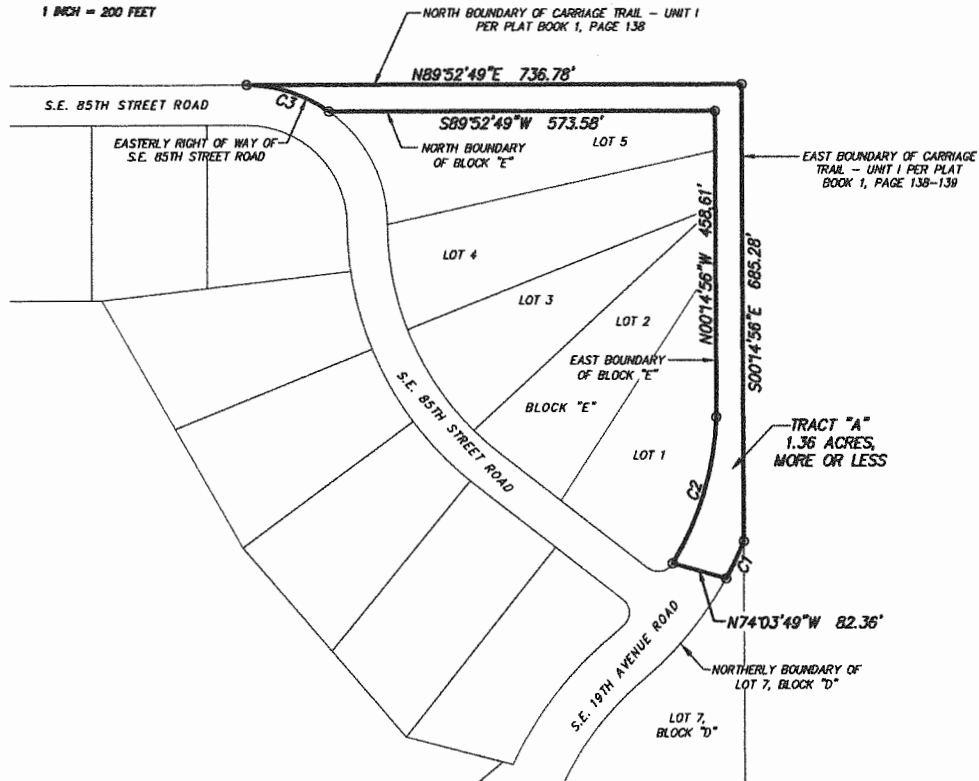 1 INCH = 200 FEET
NORTH BOUNDARY OF CARRIAGE TRAIL - UNIT I
PER PLAT BOOK 1, PAGE 138
N89°52'49"E 736.78'
S.E. 85TH STREET ROAD
C3
EASTERLY RIGHT OF WAY OF
S.E. 85TH STREET ROAD
S89°52'49"W 573.58'
NORTH BOUNDARY
OF BLOCK "E"
LOT 5
EAST BOUNDARY OF CARRIAGE
TRAIL - UNIT I PER PLAT
BOOK 1, PAGE 138-139
N00°14'56"W 458.61'
S00°14'56"E 685.28'
LOT 4
LOT 3
LOT 2
EAST BOUNDARY
OF BLOCK "E"
BLOCK "E"
S.E. 85TH STREET ROAD
LOT 1
TRACT "A"
1.36 ACRES,
MORE OR LESS
C2
C1
N74°03'49"W 82.36'
S.E. 19TH AVENUE ROAD
NORTHERLY BOUNDARY OF
LOT 7, BLOCK "D"
LOT 7,
BLOCK "D"